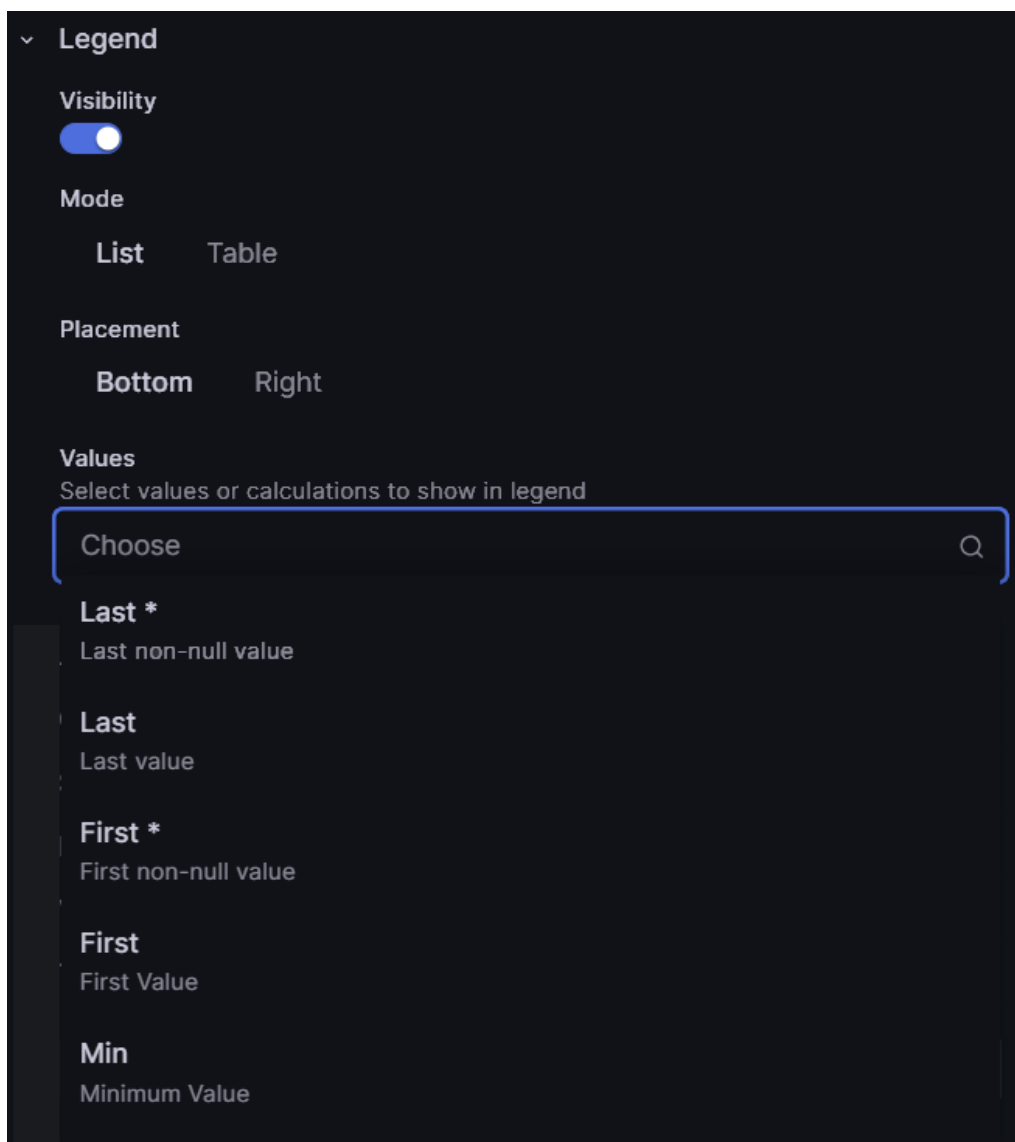 Legend
Visibility
Mode
List Table
Placement
Bottom Right
Values
Select values or calculations to show in legend
Choose
Last *
Last non-null value
Last
Last value
First *
First non-null value
First
First Value
Min
Minimum Value